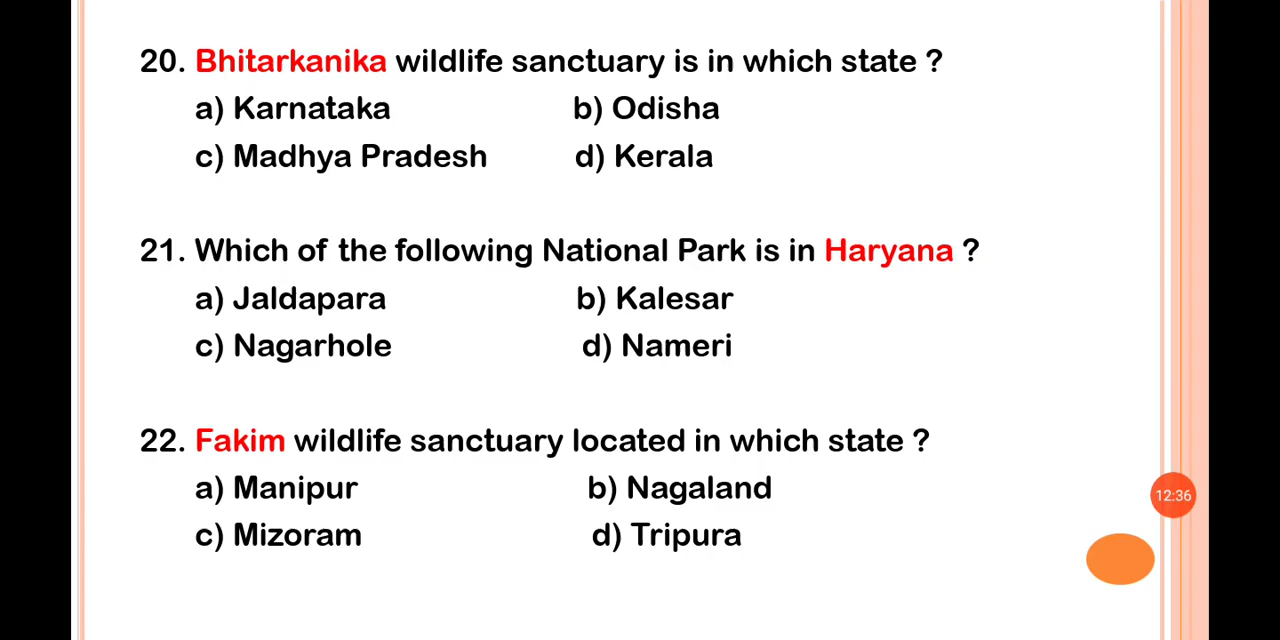 20. Bhitarkanika wildlife sanctuary is in which state ?
a) Karnataka b) Odisha
c) Madhya Pradesh d) Kerala
21. Which of the following National Park is in Haryana ?
a) Jaldapara b) Kalesar
c) Nagarhole d) Nameri
22. Fakim wildlife sanctuary located in which state ?
a) Manipur b) Nagaland
12:36
c) Mizoram d) Tripura